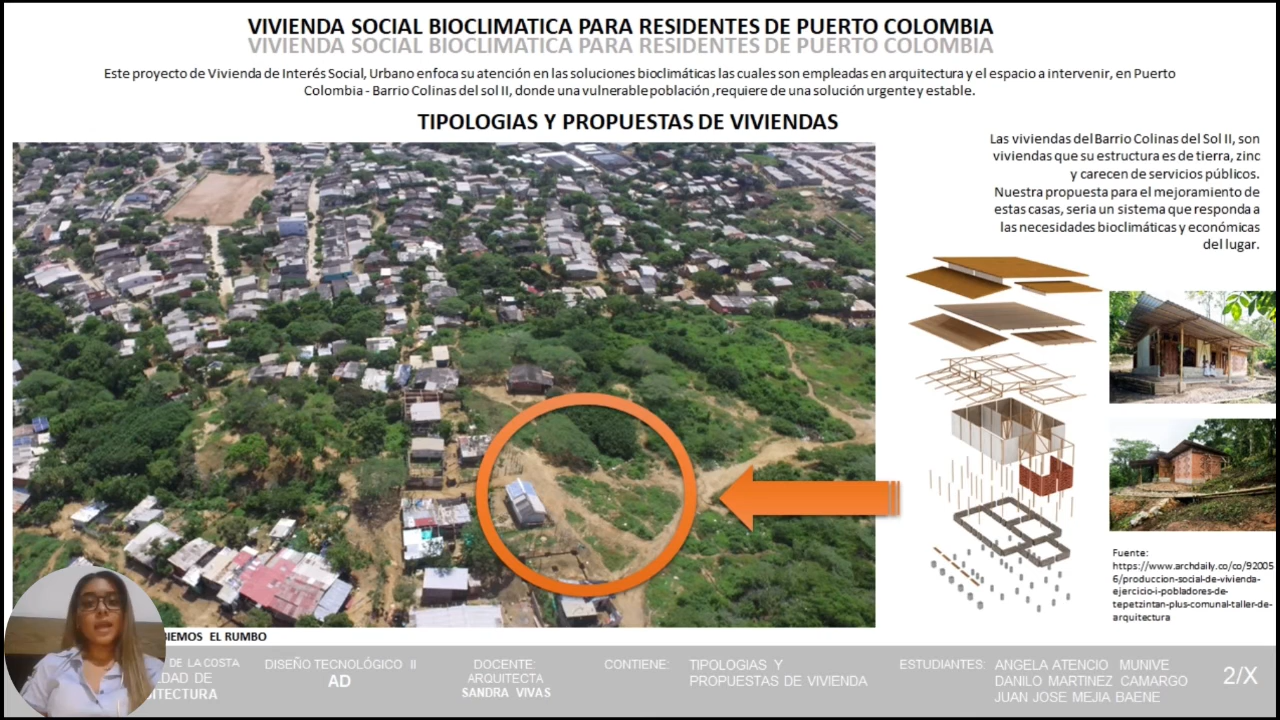 VIVIENDA SOCIAL BIOCLIMATICA PARA RESIDENTES DE PUERTO COLOMBIA
VIVIENDA SOCIAL BIOCLIMATICA PARA RESIDENTES DE PUERTO COLOMBIA
Este proyecto de Vivienda de Interés Social, Urbano enfoca su atención en las soluciones bioclimáticas las cuales son empleadas en arquitectura y el espacio a intervenir, en Puerto
Colombia - Barrio Colinas del sol II, donde una vulnerable población ,requiere de una solución urgente y estable.
TIPOLOGIAS Y PROPUESTAS DE VIVIENDAS
Las viviendas del Barrio Colinas del Sol II, son
viviendas que su estructura es de tierra, zinc
y carecen de servicios públicos.
Nuestra propuesta para el mejoramiento de
estas casas, seria un sistema que responda a
las necesidades bioclimáticas y económicas
del lugar.
Fuente:
https://www.archdaily.co/co/92005
6/produccion-social-de-vivienda-
ejercicio-i-pobladores-de-
tepetzintan-plus-comunal-taller-de-
arquitectura
EL RUMBO
DE LA COSTA
DE
DISEÑO TECNOLÓGICO II
AD
DOCENTE:
ARQUITECTA
SANDRA VIVAS
CONTIENE:
TIPOLOGIAS Y
PROPUESTAS DE VIVIENDA
ESTUDIANTES:
ANGELA ATENCIO MUNIVE
DANILO MARTINEZ CAMARGO
JUAN JOSE MEJIA BAENE
2/X